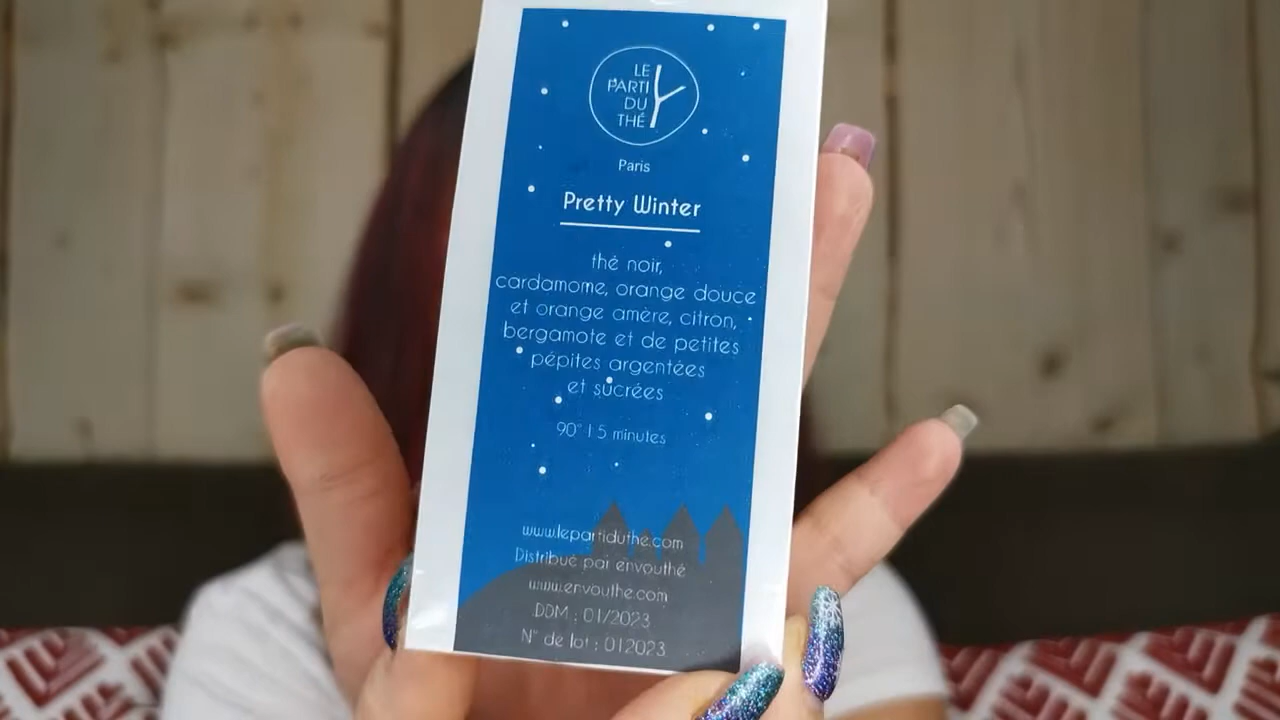 LE
PARTI
DU
THÉ
Paris
Pretty Winter
thé noir,
cardamome, orange douce
et orange amère, citron,
bergamote et de petites
pépites argentées
et sucrées
90° | 5 minutes
www.lepartiduthe.com
Distribué par envouthé
www.envouthe.com
DDM : 01/2023
N° de lot : 012023